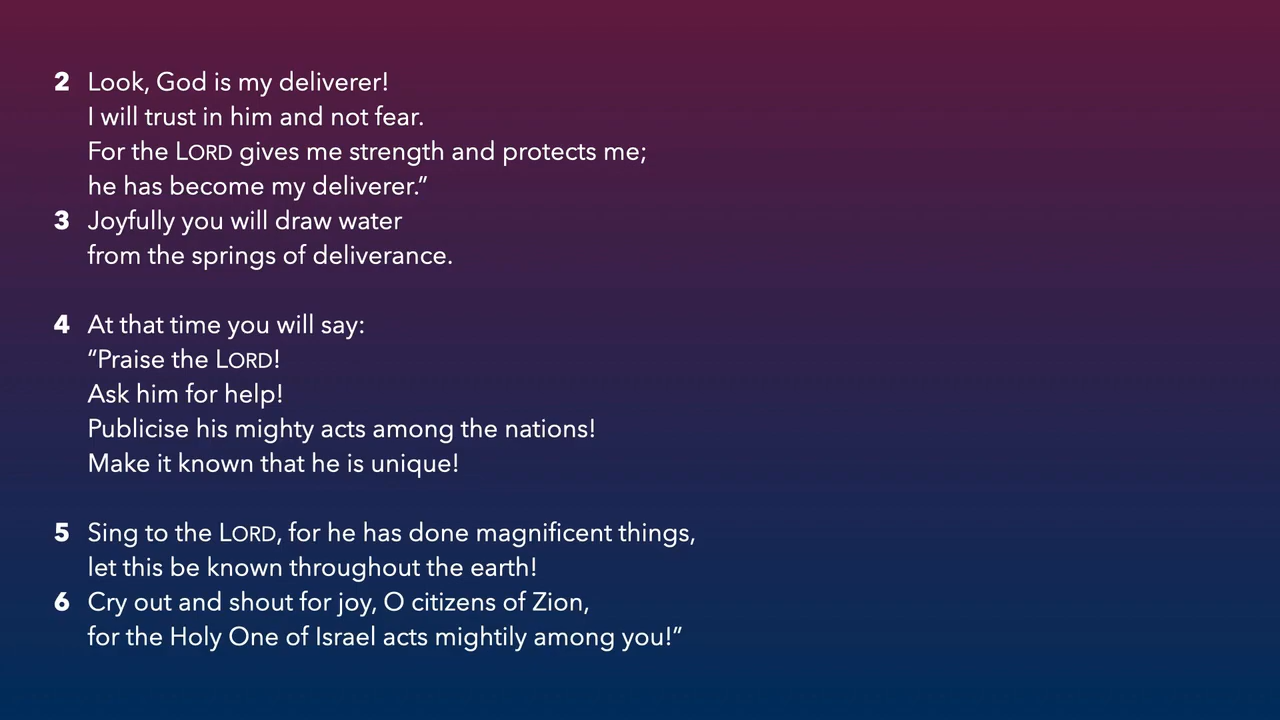 2 Look, God is my deliverer!
I will trust in him and not fear.
For the LORD gives me strength and protects me;
he has become my deliverer.”
3 Joyfully you will draw water
from the springs of deliverance.
4 At that time you will say:
“Praise the LORD!
Ask him for help!
Publicise his mighty acts among the nations!
Make it known that he is unique!
5 Sing to the LORD, for he has done magnificent things,
let this be known throughout the earth!
6 Cry out and shout for joy, O citizens of Zion,
for the Holy One of Israel acts mightily among you!”